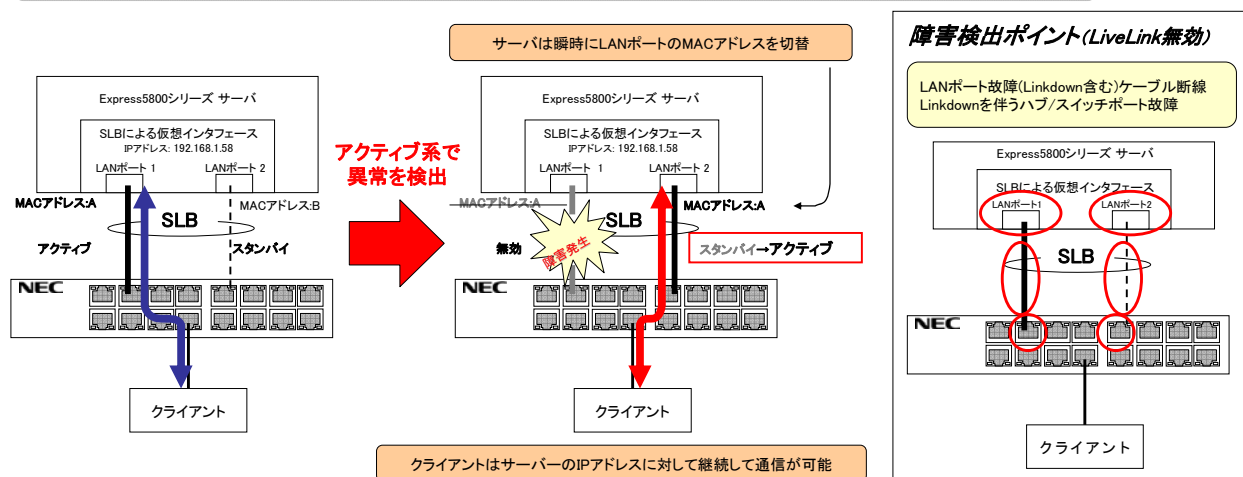 サーバは瞬時にLANポートのMACアドレスを切替
Express5800シリーズ サーバ
SLBによる仮想インタフェース
IPアドレス: 192.168.1.58
LANポート 1
LANポート 2
MACアドレス:A
MACアドレス:B
SLB
アクティブ
スタンバイ
NEC
クライアント
アクティブ系で
異常を検出
Express5800シリーズ サーバ
SLBによる仮想インタフェース
IPアドレス: 192.168.1.58
LANポート 1
LANポート 2
MACアドレス:A
MACアドレス:A
SLB
無効
障害発生
スタンバイ→アクティブ
NEC
クライアント
クライアントはサーバーのIPアドレスに対して継続して通信が可能
障害検出ポイント(LiveLink無効)
LANポート故障(Linkdown含む)ケーブル断線
Linkdownを伴うハブ/スイッチポート故障
Express5800シリーズ サーバ
SLBによる仮想インタフェース
LANポート1
LANポート2
SLB
NEC
クライアント